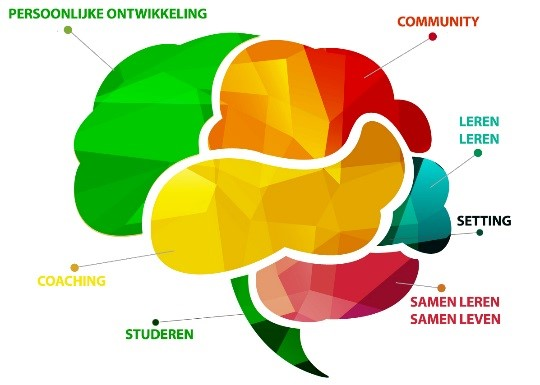 PERSOONLIJKE ONTWIKKELING
COMMUNITY
LEREN
LEREN
SETTING
COACHING
SAMEN LEREN
SAMEN LEVEN
STUDEREN